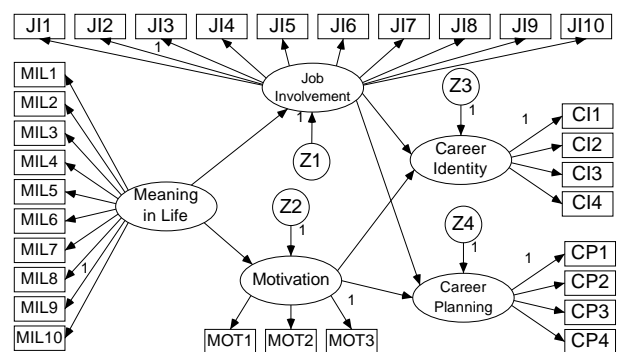 JI1 JI2 JI3 JI4 JI5 JI6 JI7 JI8 JI9 JI10
1
MIL1
MIL2
MIL3
MIL4
MIL5
MIL6
MIL7
MIL8
MIL9
MIL10
1
Job
Involvement
1
Z1
Meaning
in Life
Z2
1
Motivation
1
MOT1 MOT2 MOT3
Z3
1
Career
Identity
1
CI1
CI2
CI3
CI4
Z4
1
Career
Planning
1
CP1
CP2
CP3
CP4